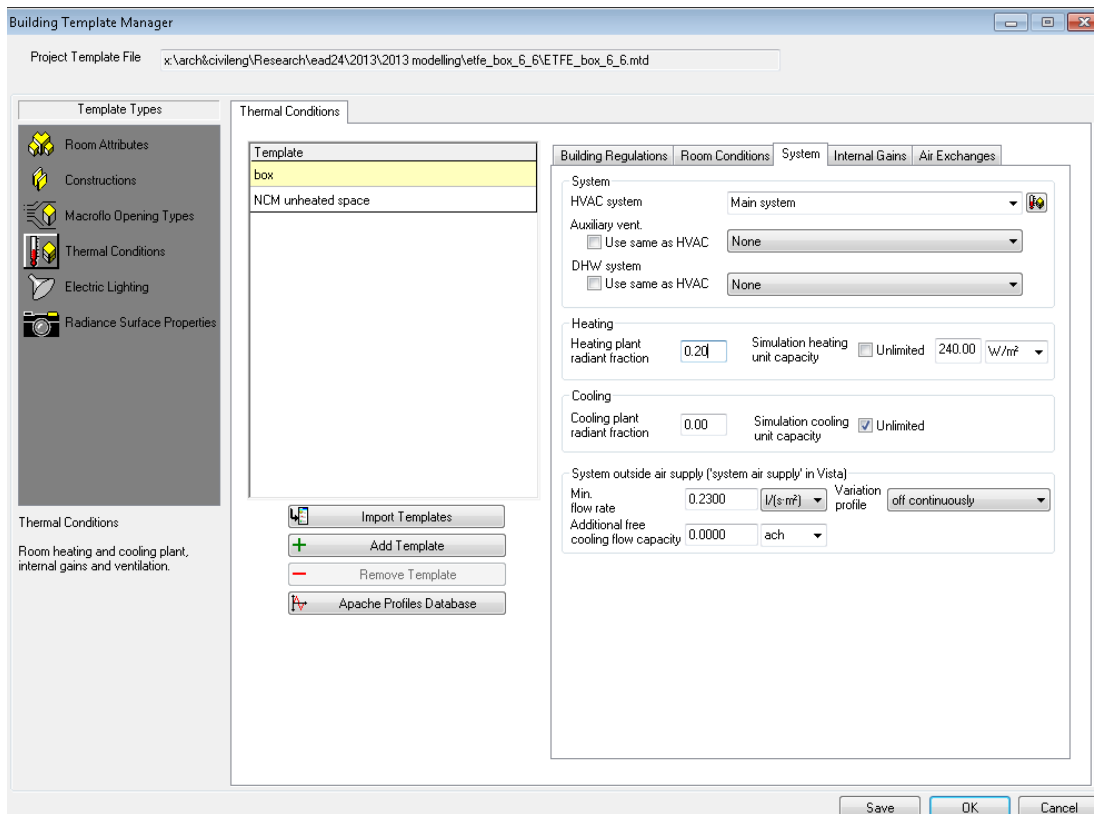 Building Template Manager
Project Template File x:\arch&civileng\Research\ead24\2013\2013 modelling\etfe_box_6_6\ETFE_box_6_6.mtd
Template Types
Room Attributes
Constructions
Macroflo Opening Types
Thermal Conditions
Electric Lighting
Radiance Surface Properties
Thermal Conditions
Room heating and cooling plant,
internal gains and ventilation.
Thermal Conditions
Template
box
NCM unheated space
Import Templates
Add Template
Remove Template
Apache Profiles Database
Building Regulations Room Conditions System Internal Gains Air Exchanges
System
HVAC system Main system
Auxiliary vent.
Use same as HVAC None
DHW system
Use same as HVAC None
Heating
Heating plant
radiant fraction 0.20 Simulation heating
unit capacity Unlimited 240.00 W/m²
Cooling
Cooling plant
radiant fraction 0.00 Simulation cooling
unit capacity Unlimited
System outside air supply ('system air supply' in Vista)
Min.
flow rate 0.2300 l/(s·m²) Variation
profile off continuously
Additional free
cooling flow capacity 0.0000 ach
Save OK Cancel